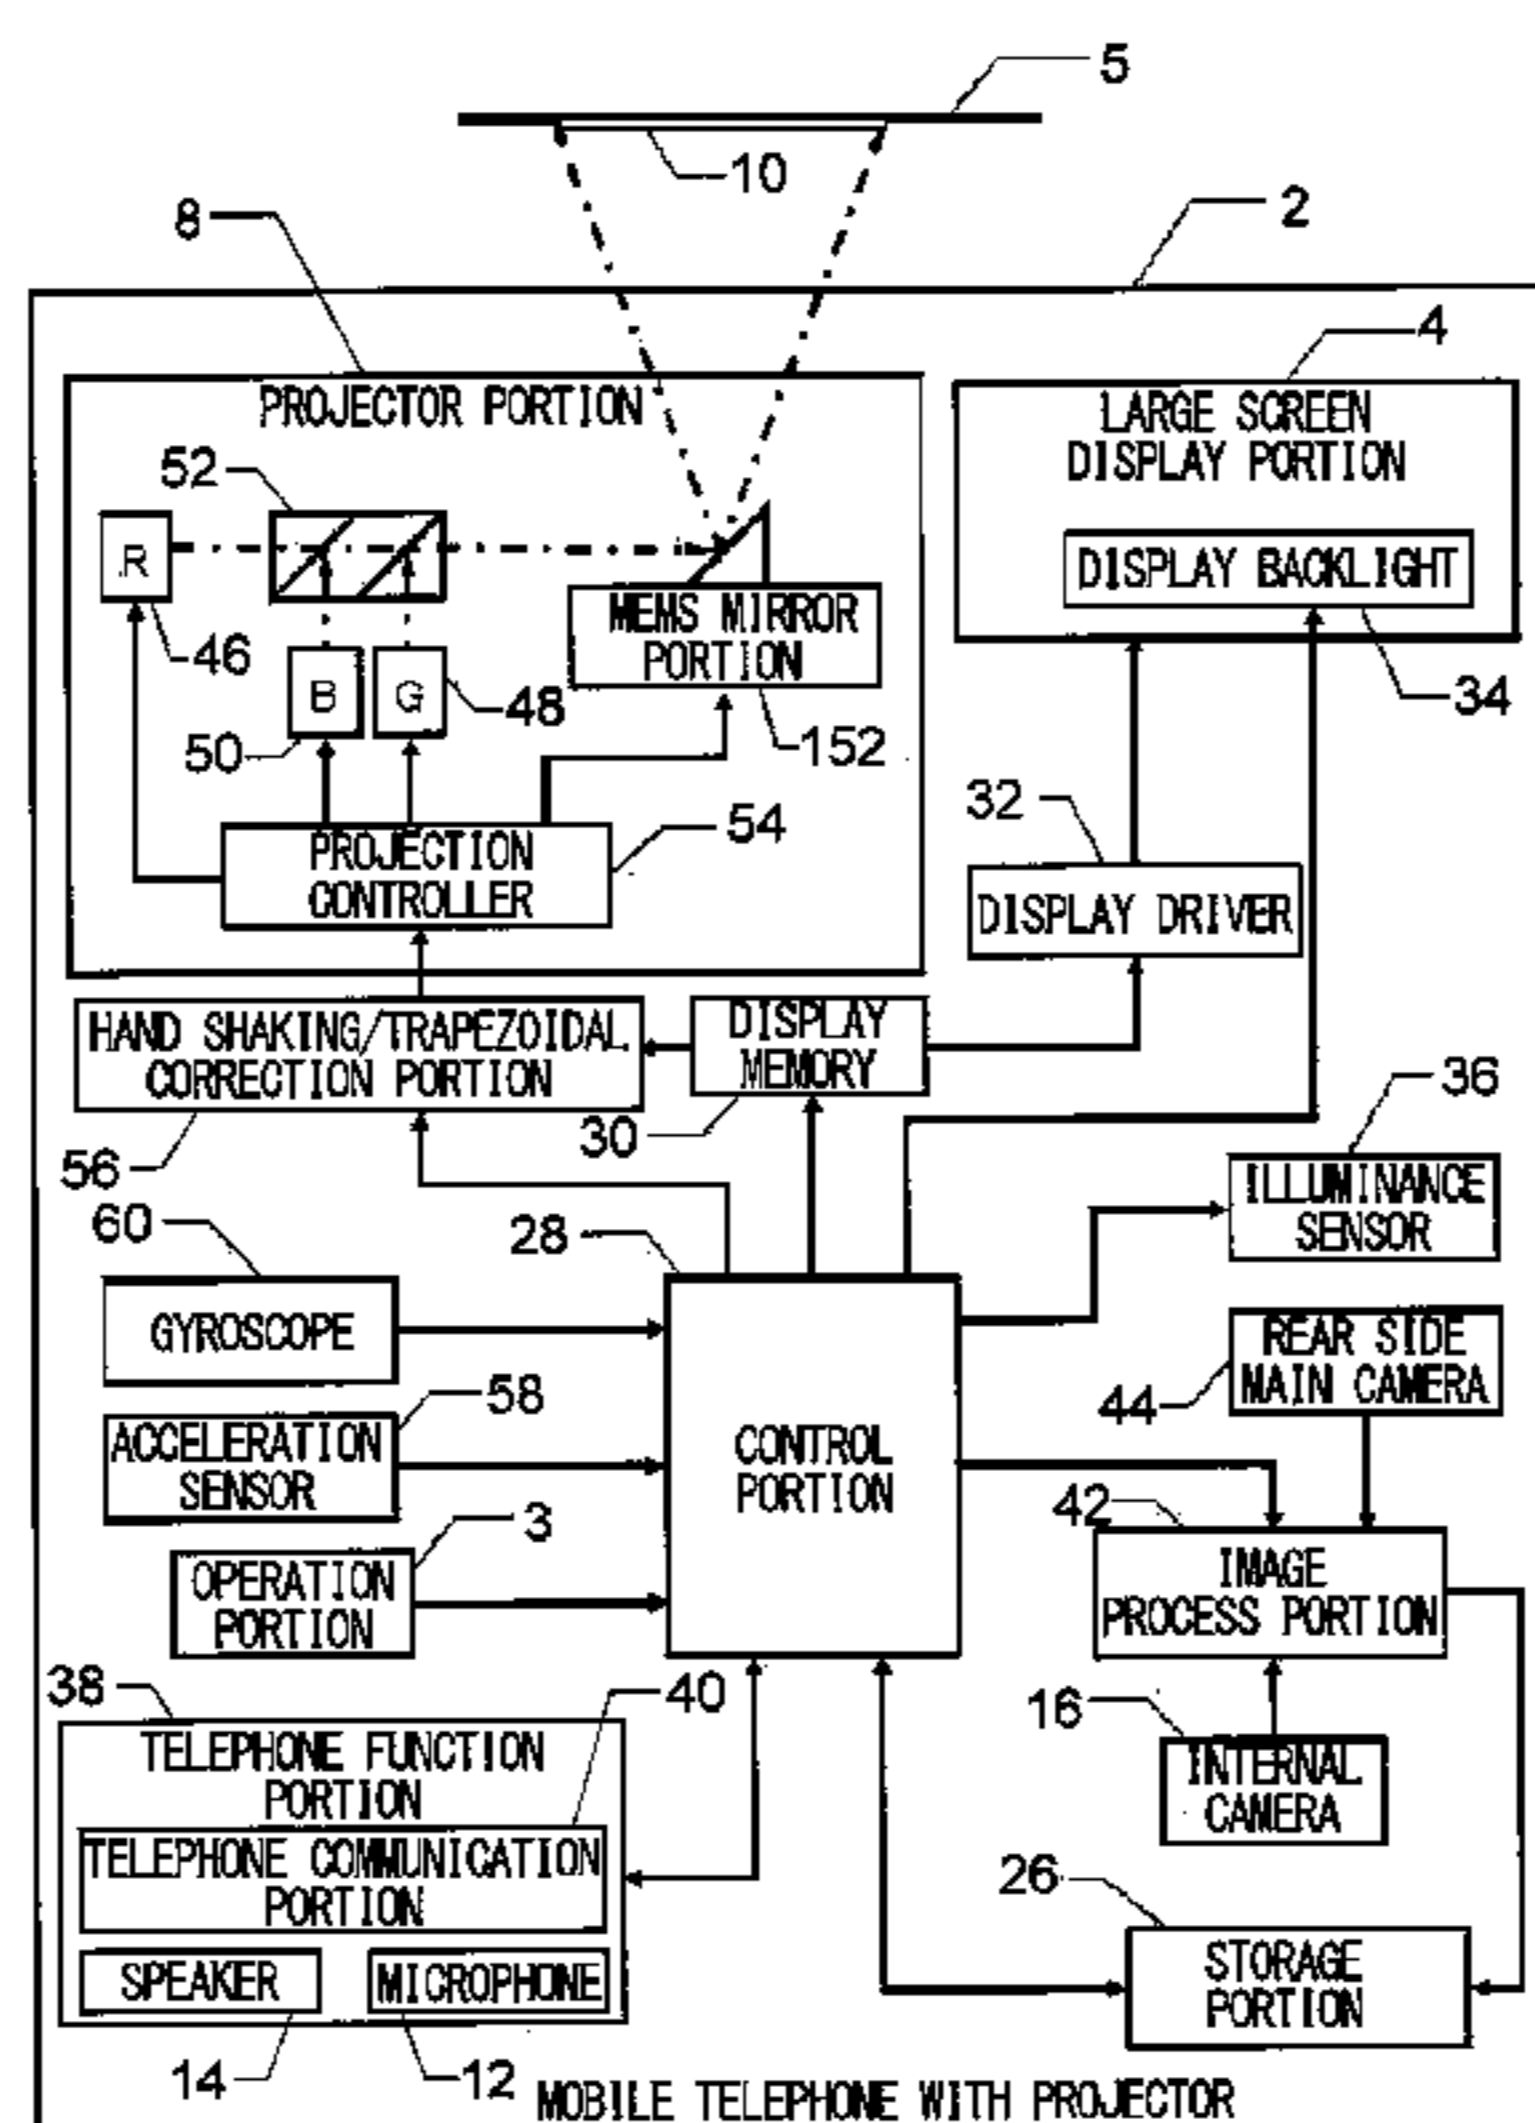 5
10
8
2
4
PROJECTOR PORTION
LARGE SCREEN
DISPLAY PORTION
52
R
DISPLAY BACKLIGHT
MEMS MIRROR
PORTION
46
B
G
48
34
50
152
32
54
PROJECTION
CONTROLLER
DISPLAY DRIVER
HAND SHAKING/TRAPEZOIDAL
CORRECTION PORTION
DISPLAY
MEMORY
36
30
56
ILLUMINANCE
SENSOR
60
28
GYROSCOPE
REAR SIDE
MAIN CAMERA
58
44
ACCELERATION
SENSOR
CONTROL
PORTION
3
42
OPERATION
PORTION
IMAGE
PROCESS PORTION
38
40
16
TELEPHONE FUNCTION
PORTION
INTERNAL
CAMERA
TELEPHONE COMMUNICATION
PORTION
26
SPEAKER
MICROPHONE
STORAGE
PORTION
14
12
MOBILE TELEPHONE WITH PROJECTOR